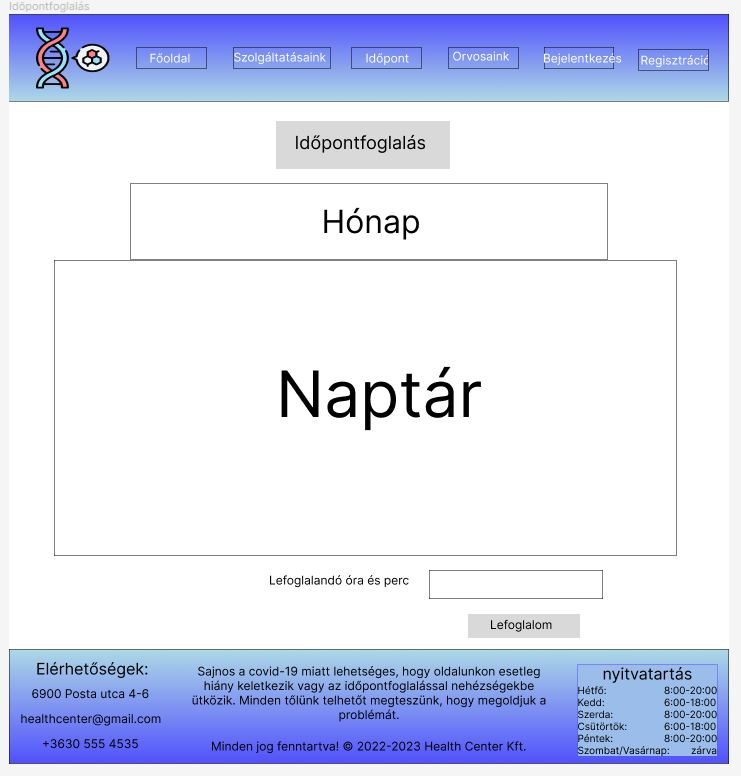 Időpontfoglalás
Főoldal
Szolgáltatásaink
Időpont
Orvosaink
Bejelentkezés
Regisztráció
Időpontfoglalás
Hónap
Naptár
Lefoglalandó óra és perc
Lefoglalom
Elérhetőségek:
6900 Posta utca 4-6
healthcenter@gmail.com
+3630 555 4535
Sajnos a covid-19 miatt lehetséges, hogy oldalunkon esetleg
hiány keletkezik vagy az időpontfoglalással nehézségekbe
ütközik. Minden tőlünk telhetőt megteszünk, hogy megoldjuk a
problémát.
Minden jog fenntartva! © 2022-2023 Health Center Kft.
nyitvatartás
Hétfő: 8:00-20:00
Kedd: 6:00-18:00
Szerda: 8:00-20:00
Csütörtök: 6:00-18:00
Péntek: 8:00-20:00
Szombat/Vasárnap: zárva